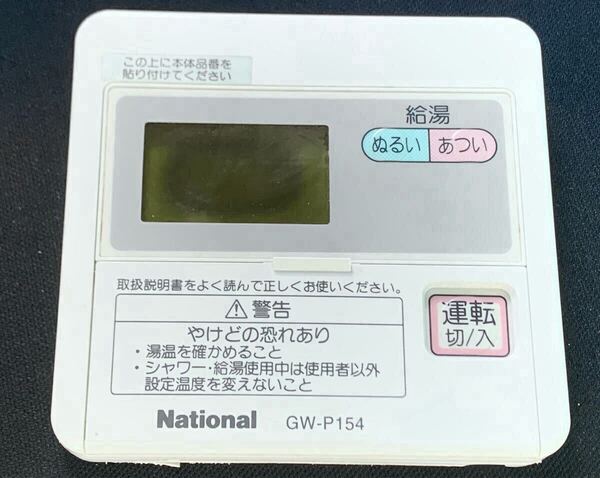 この上に本体品番を
貼り付けてください
給湯
ぬるい あつい
取扱説明書をよく読んで正しくお使いください。
⚠警告
やけどの恐れあり
・湯温を確かめること
・シャワー・給湯使用中は使用者以外
設定温度を変えないこと
運転
切/入
National GW-P154